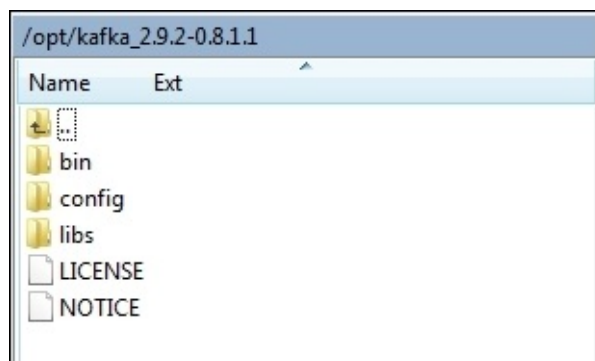 /opt/kafka_2.9.2-0.8.1.1
Name Ext
..
bin
config
libs
LICENSE
NOTICE